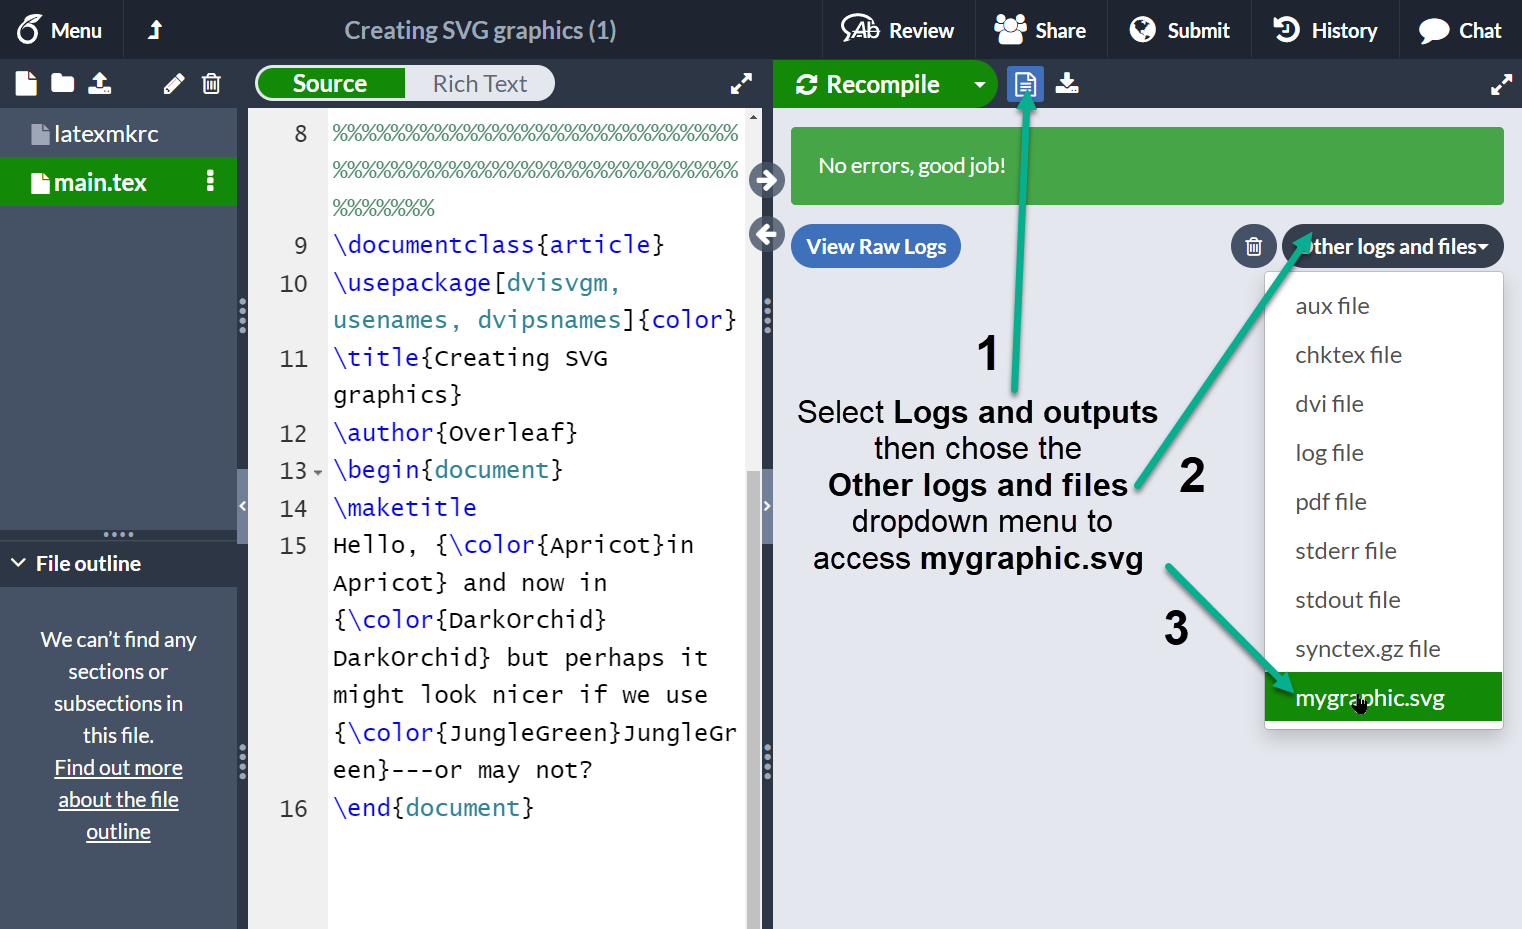 Menu
Creating SVG graphics (1)
Ab Review
Share
Submit
History
Chat
Source
Rich Text
Recompile
latexmkrc
main.tex
File outline
We can't find any
sections or
subsections in
this file.
Find out more
about the file
outline
8 %%%%%%%%%%%%%%%%%%%%%%%%%%%%
%%%%%%%%%%%%%%%%%%%%%%%%%%%%
%%%%%%%
9 \documentclass{article}
10 \usepackage[dvisvgm,
usenames, dvipsnames]{color}
11 \title{Creating SVG
graphics}
12 \author{Overleaf}
13 \begin{document}
14 \maketitle
15 Hello, {\color{Apricot}in
Apricot} and now in
{\color{DarkOrchid}
DarkOrchid} but perhaps it
might look nicer if we use
{\color{JungleGreen}JungleGr
een}---or may not?
16 \end{document}
No errors, good job!
View Raw Logs
Other logs and files
aux file
chktex file
dvi file
log file
pdf file
stderr file
stdout file
synctex.gz file
mygraphic.svg
1
Select Logs and outputs
then chose the
Other logs and files
dropdown menu to
access mygraphic.svg
2
3